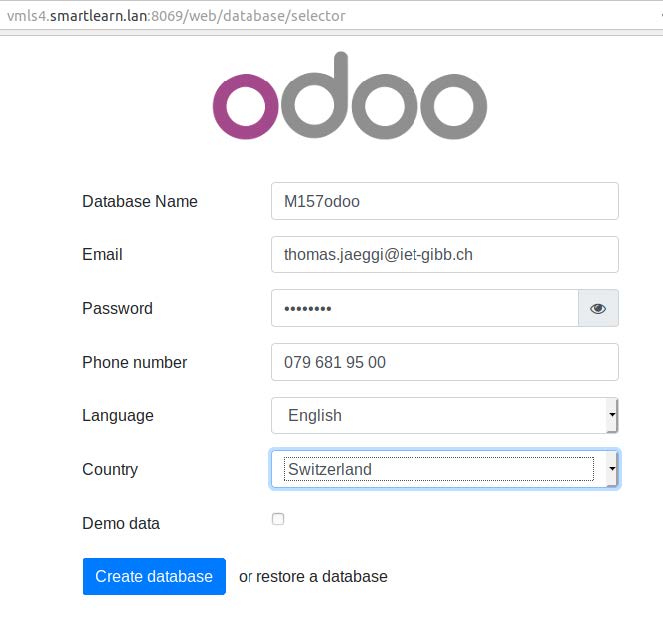 vmls4.smartlearn.lan:8069/web/database/selector
odoo
Database Name M157odoo
Email thomas.jaeggi@iet-gibb.ch
Password ••••••••
Phone number 079 681 95 00
Language English
Country Switzerland
Demo data
Create database or restore a database